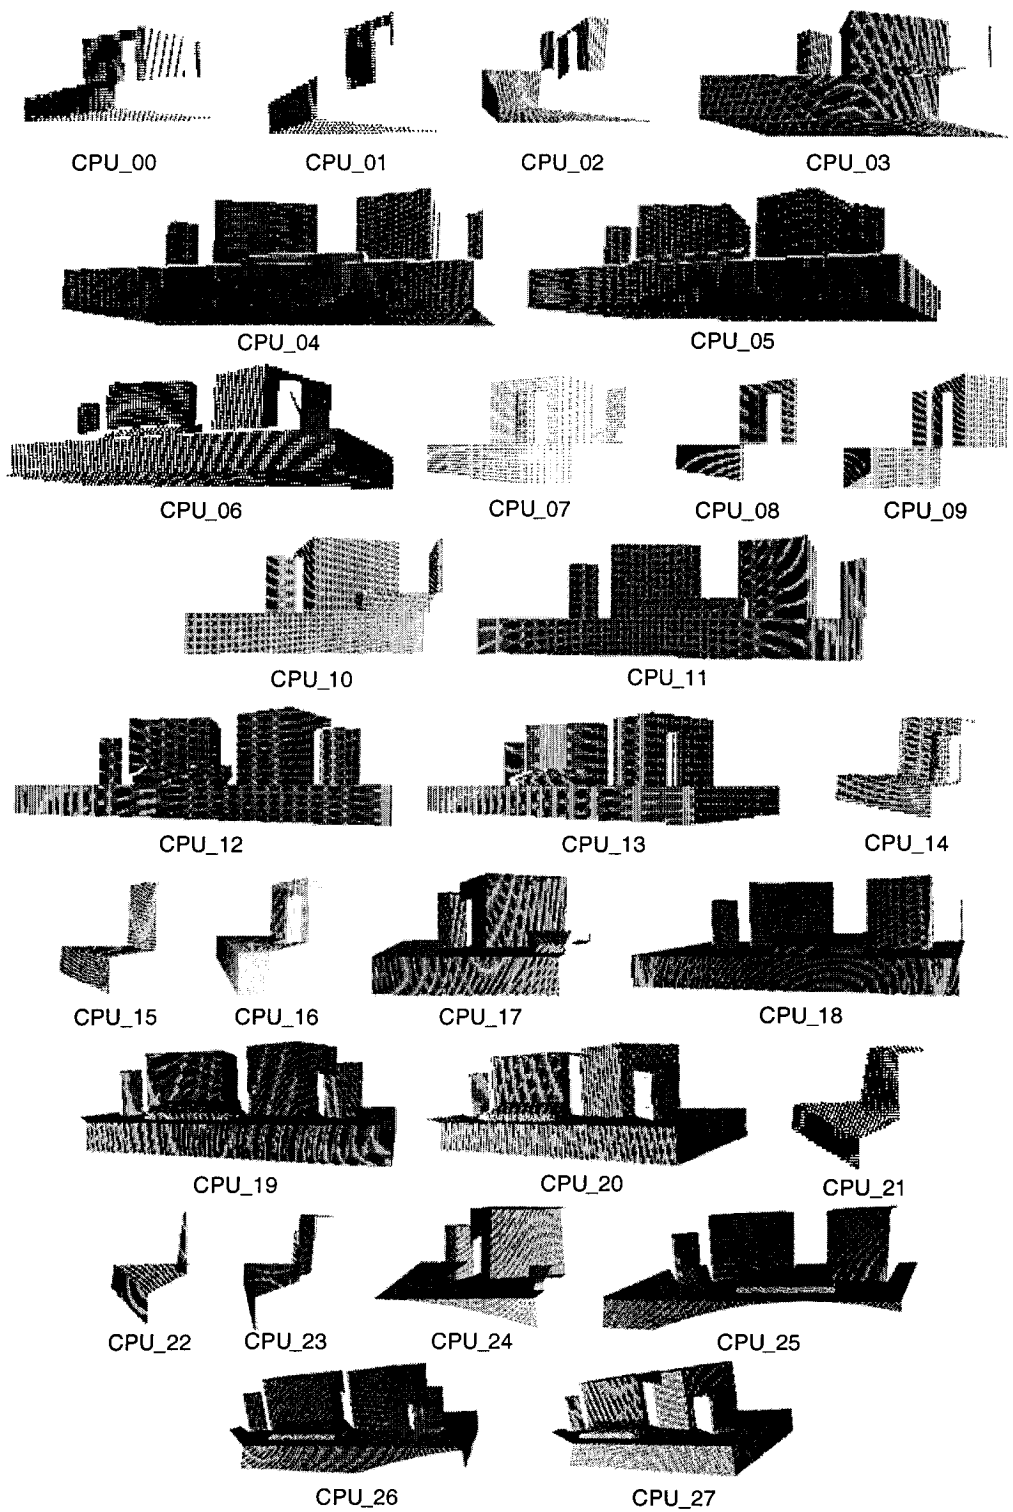 CPU_00 CPU_01 CPU_02 CPU_03
CPU_04 CPU_05
CPU_06 CPU_07 CPU_08 CPU_09
CPU_10 CPU_11
CPU_12 CPU_13 CPU_14
CPU_15 CPU_16 CPU_17 CPU_18
CPU_19 CPU_20 CPU_21
CPU_22 CPU_23 CPU_24 CPU_25
CPU_26 CPU_27